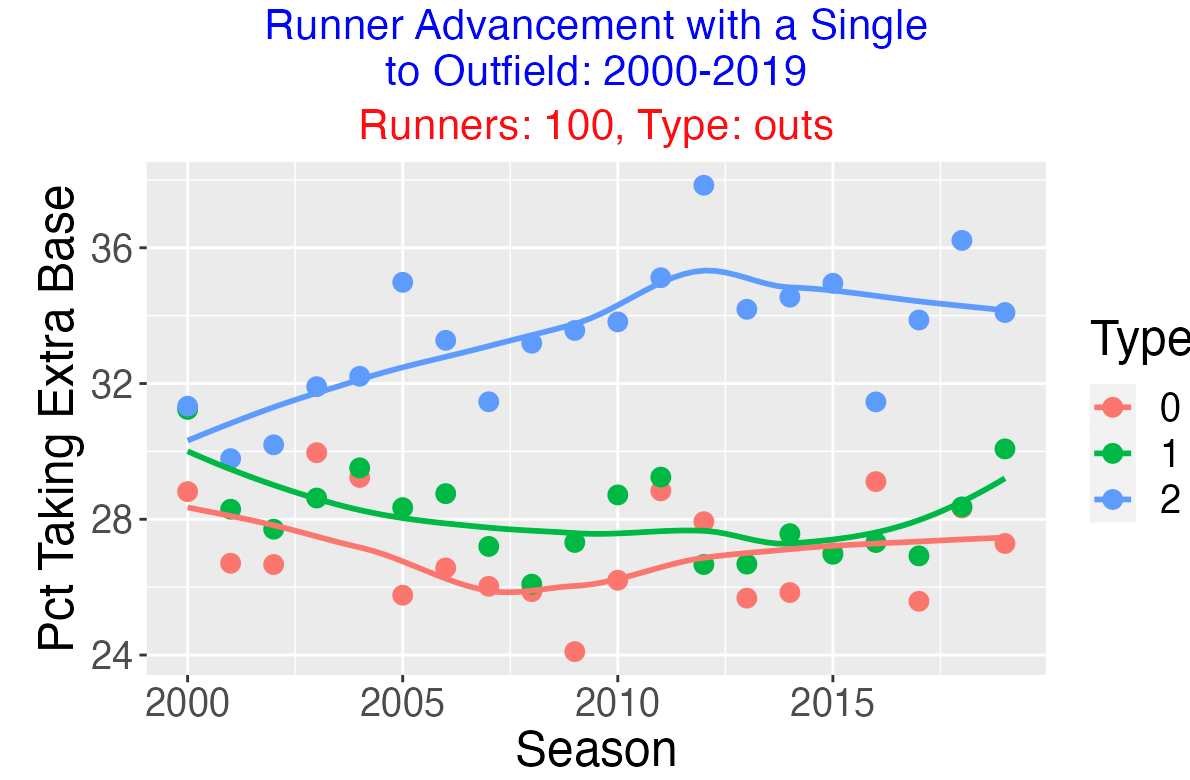 Runner Advancement with a Single
to Outfield: 2000-2019
Runners: 100, Type: outs
Pct Taking Extra Base
36
32
28
24
2000
2005
2010
2015
Season
Type
0
1
2